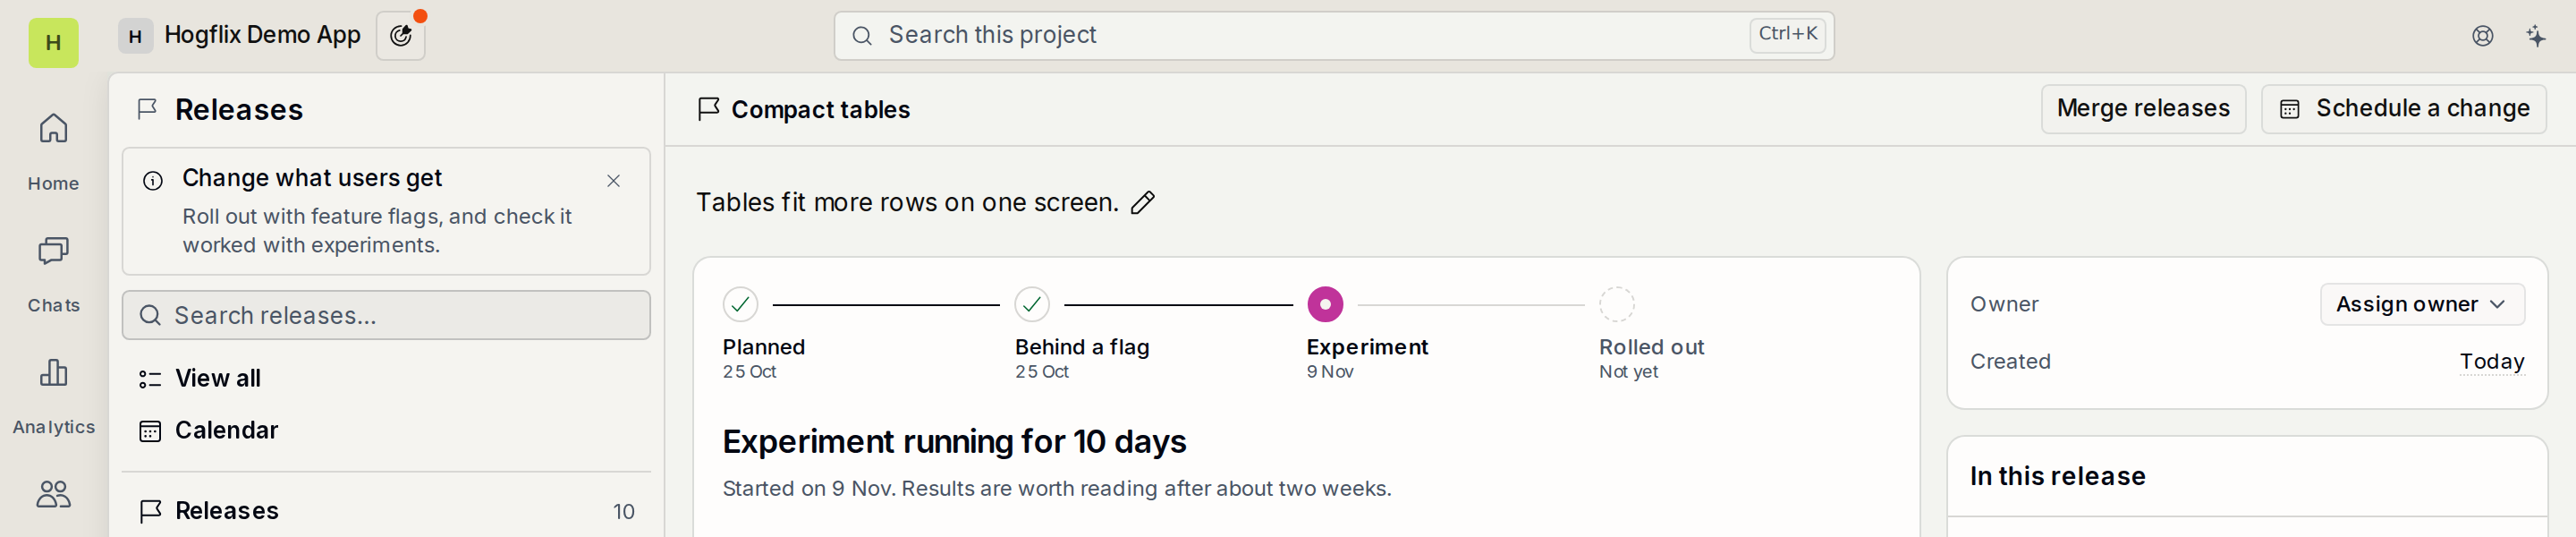 H
H Hogflix Demo App
Search this project
Ctrl+K
Home
Chats
Analytics
Releases
Change what users get
Roll out with feature flags, and check it
worked with experiments.
Search releases...
View all
Calendar
Releases 10
Compact tables
Merge releases
Schedule a change
Tables fit more rows on one screen.
Planned
25 Oct
Behind a flag
25 Oct
Experiment
9 Nov
Rolled out
Not yet
Experiment running for 10 days
Started on 9 Nov. Results are worth reading after about two weeks.
Owner Assign owner
Created Today
In this release